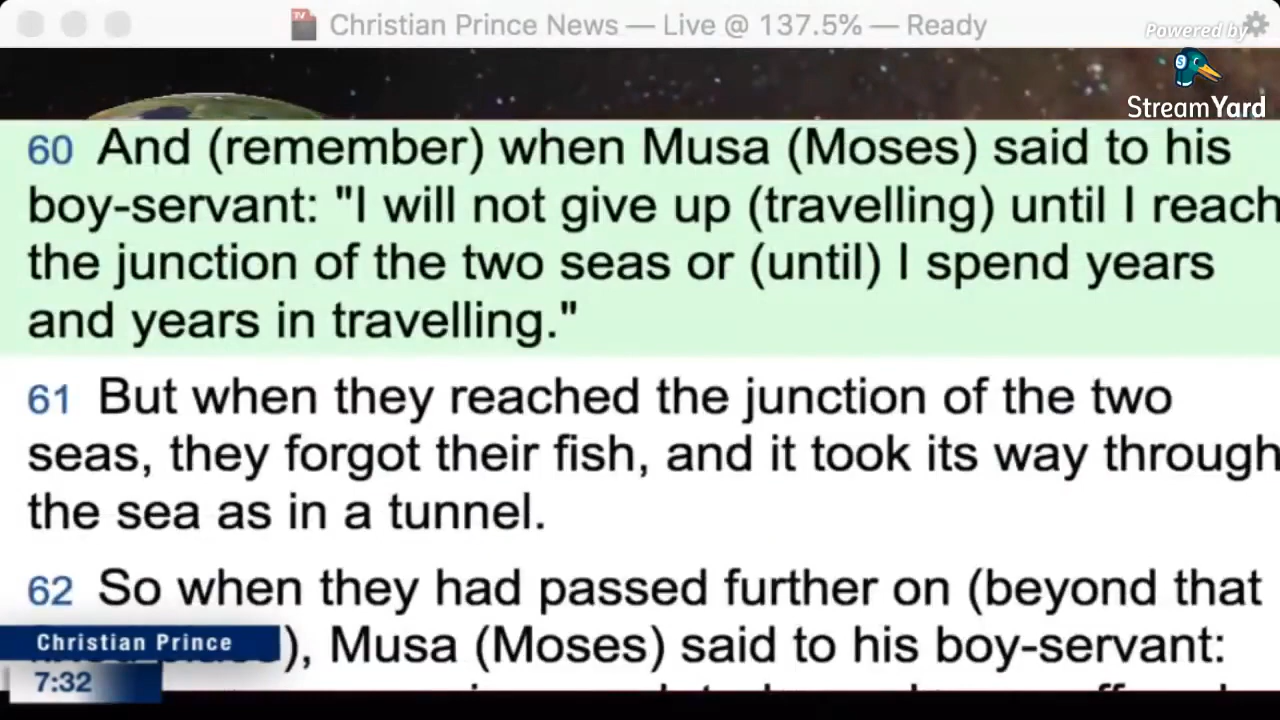 Christian Prince News — Live @ 137.5% — Ready
Powered by
StreamYard
60 And (remember) when Musa (Moses) said to his
boy-servant: "I will not give up (travelling) until I reach
the junction of the two seas or (until) I spend years
and years in travelling."
61 But when they reached the junction of the two
seas, they forgot their fish, and it took its way through
the sea as in a tunnel.
62 So when they had passed further on (beyond that
), Musa (Moses) said to his boy-servant:
Christian Prince
7:32